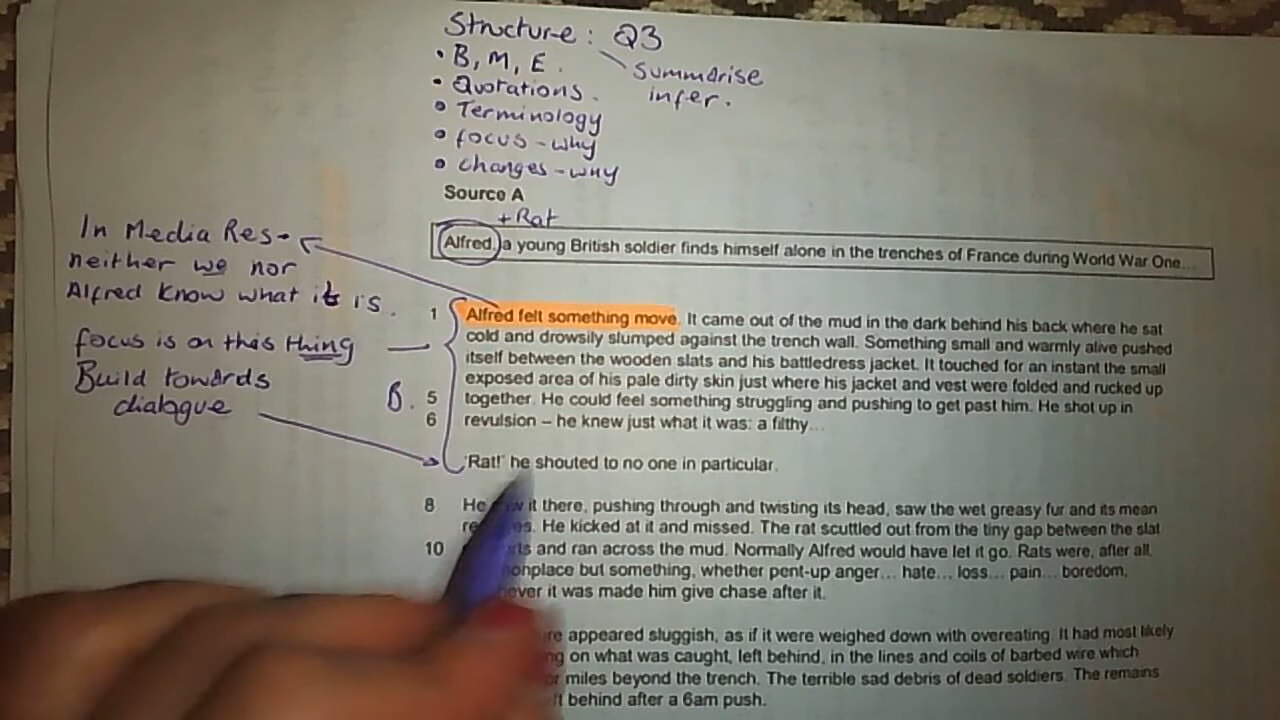 Structure : Q3
• B, M, E.
Summarise
infer.
• Quotations.
• Terminology
• focus - why
• changes - why
Source A
+ Rat
Alfred, a young British soldier finds himself alone in the trenches of France during World War One...
In Media Res -
neither we nor
Alfred know what it is.
focus is on this thing
Build towards
dialogue
B.
1 Alfred felt something move. It came out of the mud in the dark behind his back where he sat
cold and drowsily slumped against the trench wall. Something small and warmly alive pushed
itself between the wooden slats and his battledress jacket. It touched for an instant the small
exposed area of his pale dirty skin just where his jacket and vest were folded and rucked up
5 together. He could feel something struggling and pushing to get past him. He shot up in
6 revulsion – he knew just what it was: a filthy...
'Rat!' he shouted to no one in particular.
8 He it there, pushing through and twisting its head, saw the wet greasy fur and its mean
He kicked at it and missed. The rat scuttled out from the tiny gap between the slat
10 and ran across the mud. Normally Alfred would have let it go. Rats were, after all,
but something, whether pent-up anger... hate... loss... pain... boredom,
it was made him give chase after it.
appeared sluggish, as if it were weighed down with overeating. It had most likely
on what was caught, left behind, in the lines and coils of barbed wire which
miles beyond the trench. The terrible sad debris of dead soldiers. The remains
behind after a 6am push.